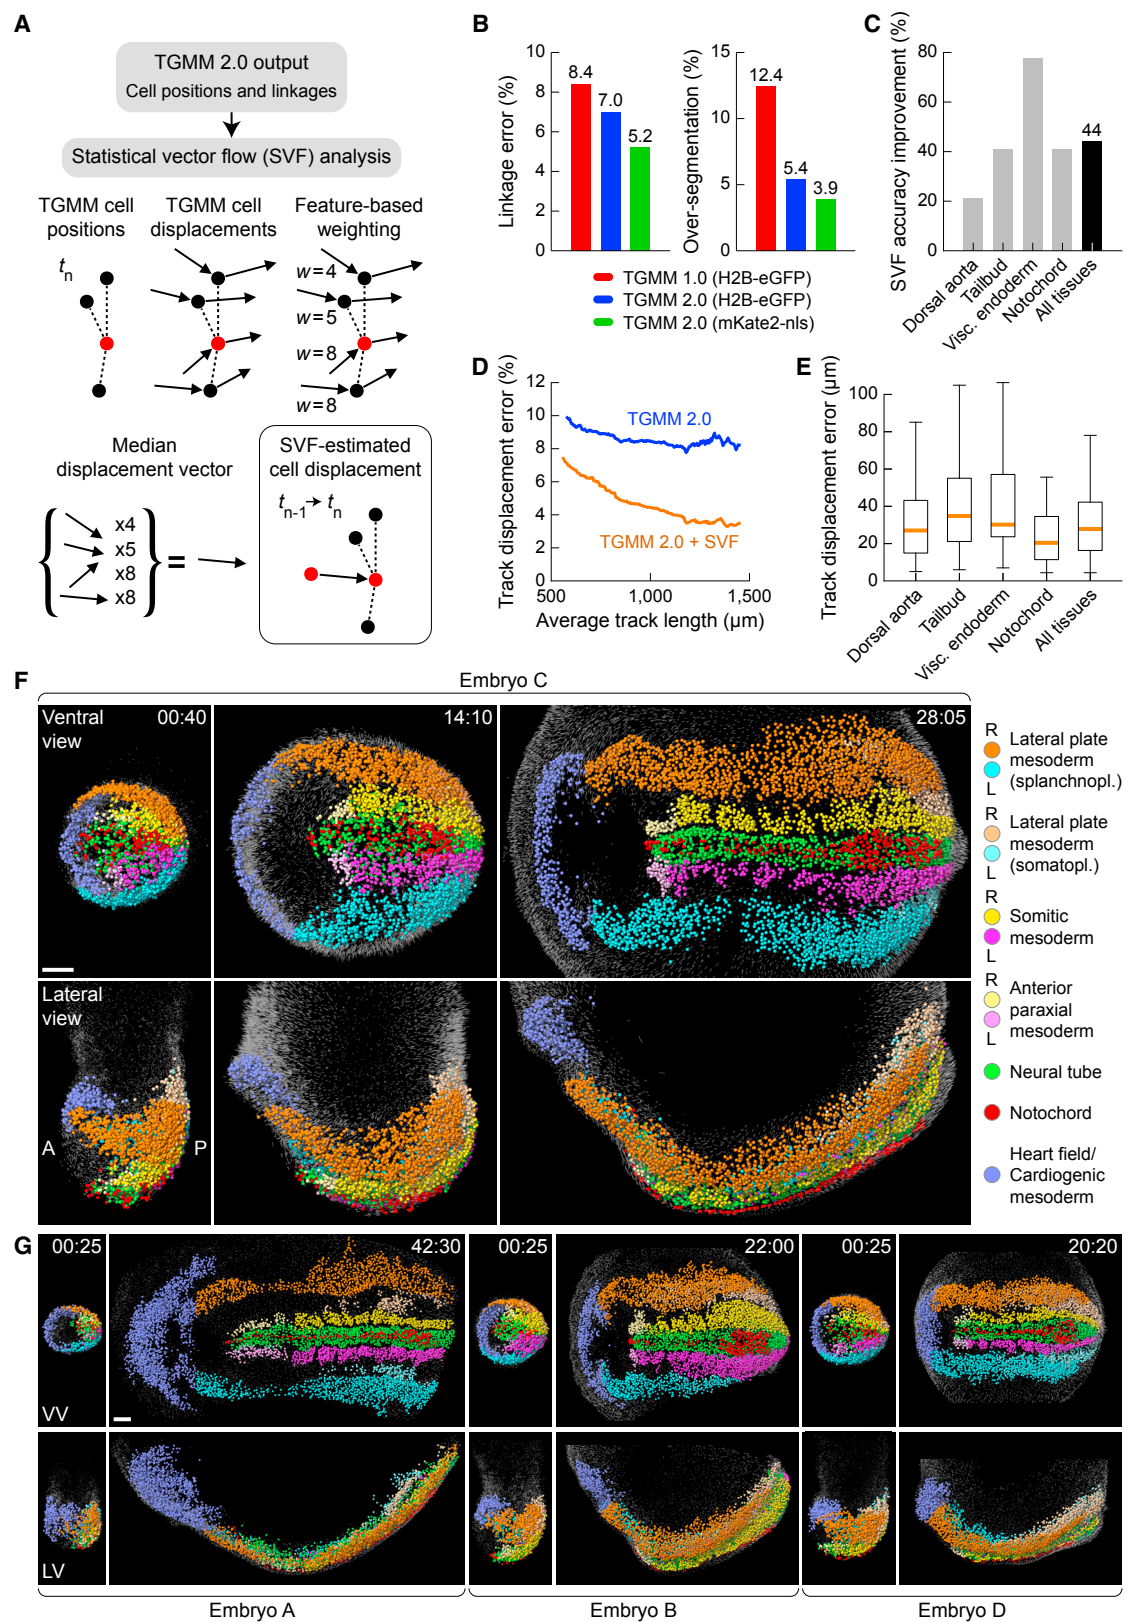 A
TGMM 2.0 output
Cell positions and linkages
Statistical vector flow (SVF) analysis
TGMM cell
positions
TGMM cell
displacements
Feature-based
weighting
tn
w=4
w=5
w=8
w=8
Median
displacement vector
x4
x5
x8
x8
=
SVF-estimated
cell displacement
tn-1 → tn
B
Linkage error (%)
10
8
6
4
2
0
8.4
7.0
5.2
Over-segmentation (%)
15
10
5
0
12.4
5.4
3.9
TGMM 1.0 (H2B-eGFP)
TGMM 2.0 (H2B-eGFP)
TGMM 2.0 (mKate2-nls)
C
SVF accuracy improvement (%)
80
60
40
20
0
44
Dorsal aorta
Tailbud
Visc. endoderm
Notochord
All tissues
D
Track displacement error (%)
12
10
8
6
4
2
0
TGMM 2.0
TGMM 2.0 + SVF
500
1,000
1,500
Average track length (µm)
E
Track displacement error (µm)
100
80
60
40
20
0
Dorsal aorta
Tailbud
Visc. endoderm
Notochord
All tissues
F
Embryo C
Ventral
view
00:40
14:10
28:05
Lateral
view
A
P
R
L
Lateral plate
mesoderm
(splanchnopl.)
R
L
Lateral plate
mesoderm
(somatopl.)
R
L
Somitic
mesoderm
R
L
Anterior
paraxial
mesoderm
Neural tube
Notochord
Heart field/
Cardiogenic
mesoderm
G
00:25
42:30
00:25
22:00
00:25
20:20
VV
LV
Embryo A
Embryo B
Embryo D